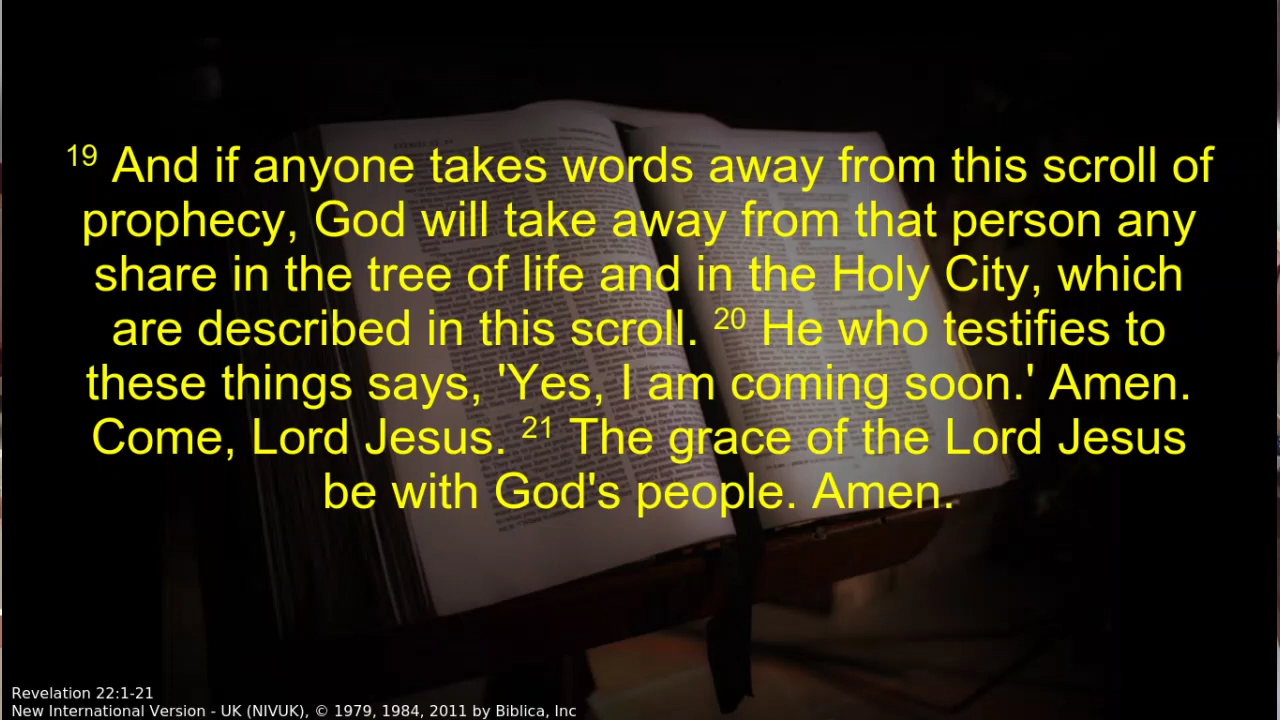 19 And if anyone takes words away from this scroll of
prophecy, God will take away from that person any
share in the tree of life and in the Holy City, which
are described in this scroll. 20 He who testifies to
these things says, 'Yes, I am coming soon.' Amen.
Come, Lord Jesus. 21 The grace of the Lord Jesus
be with God's people. Amen.
Revelation 22:1-21
New International Version - UK (NIVUK), © 1979, 1984, 2011 by Biblica, Inc